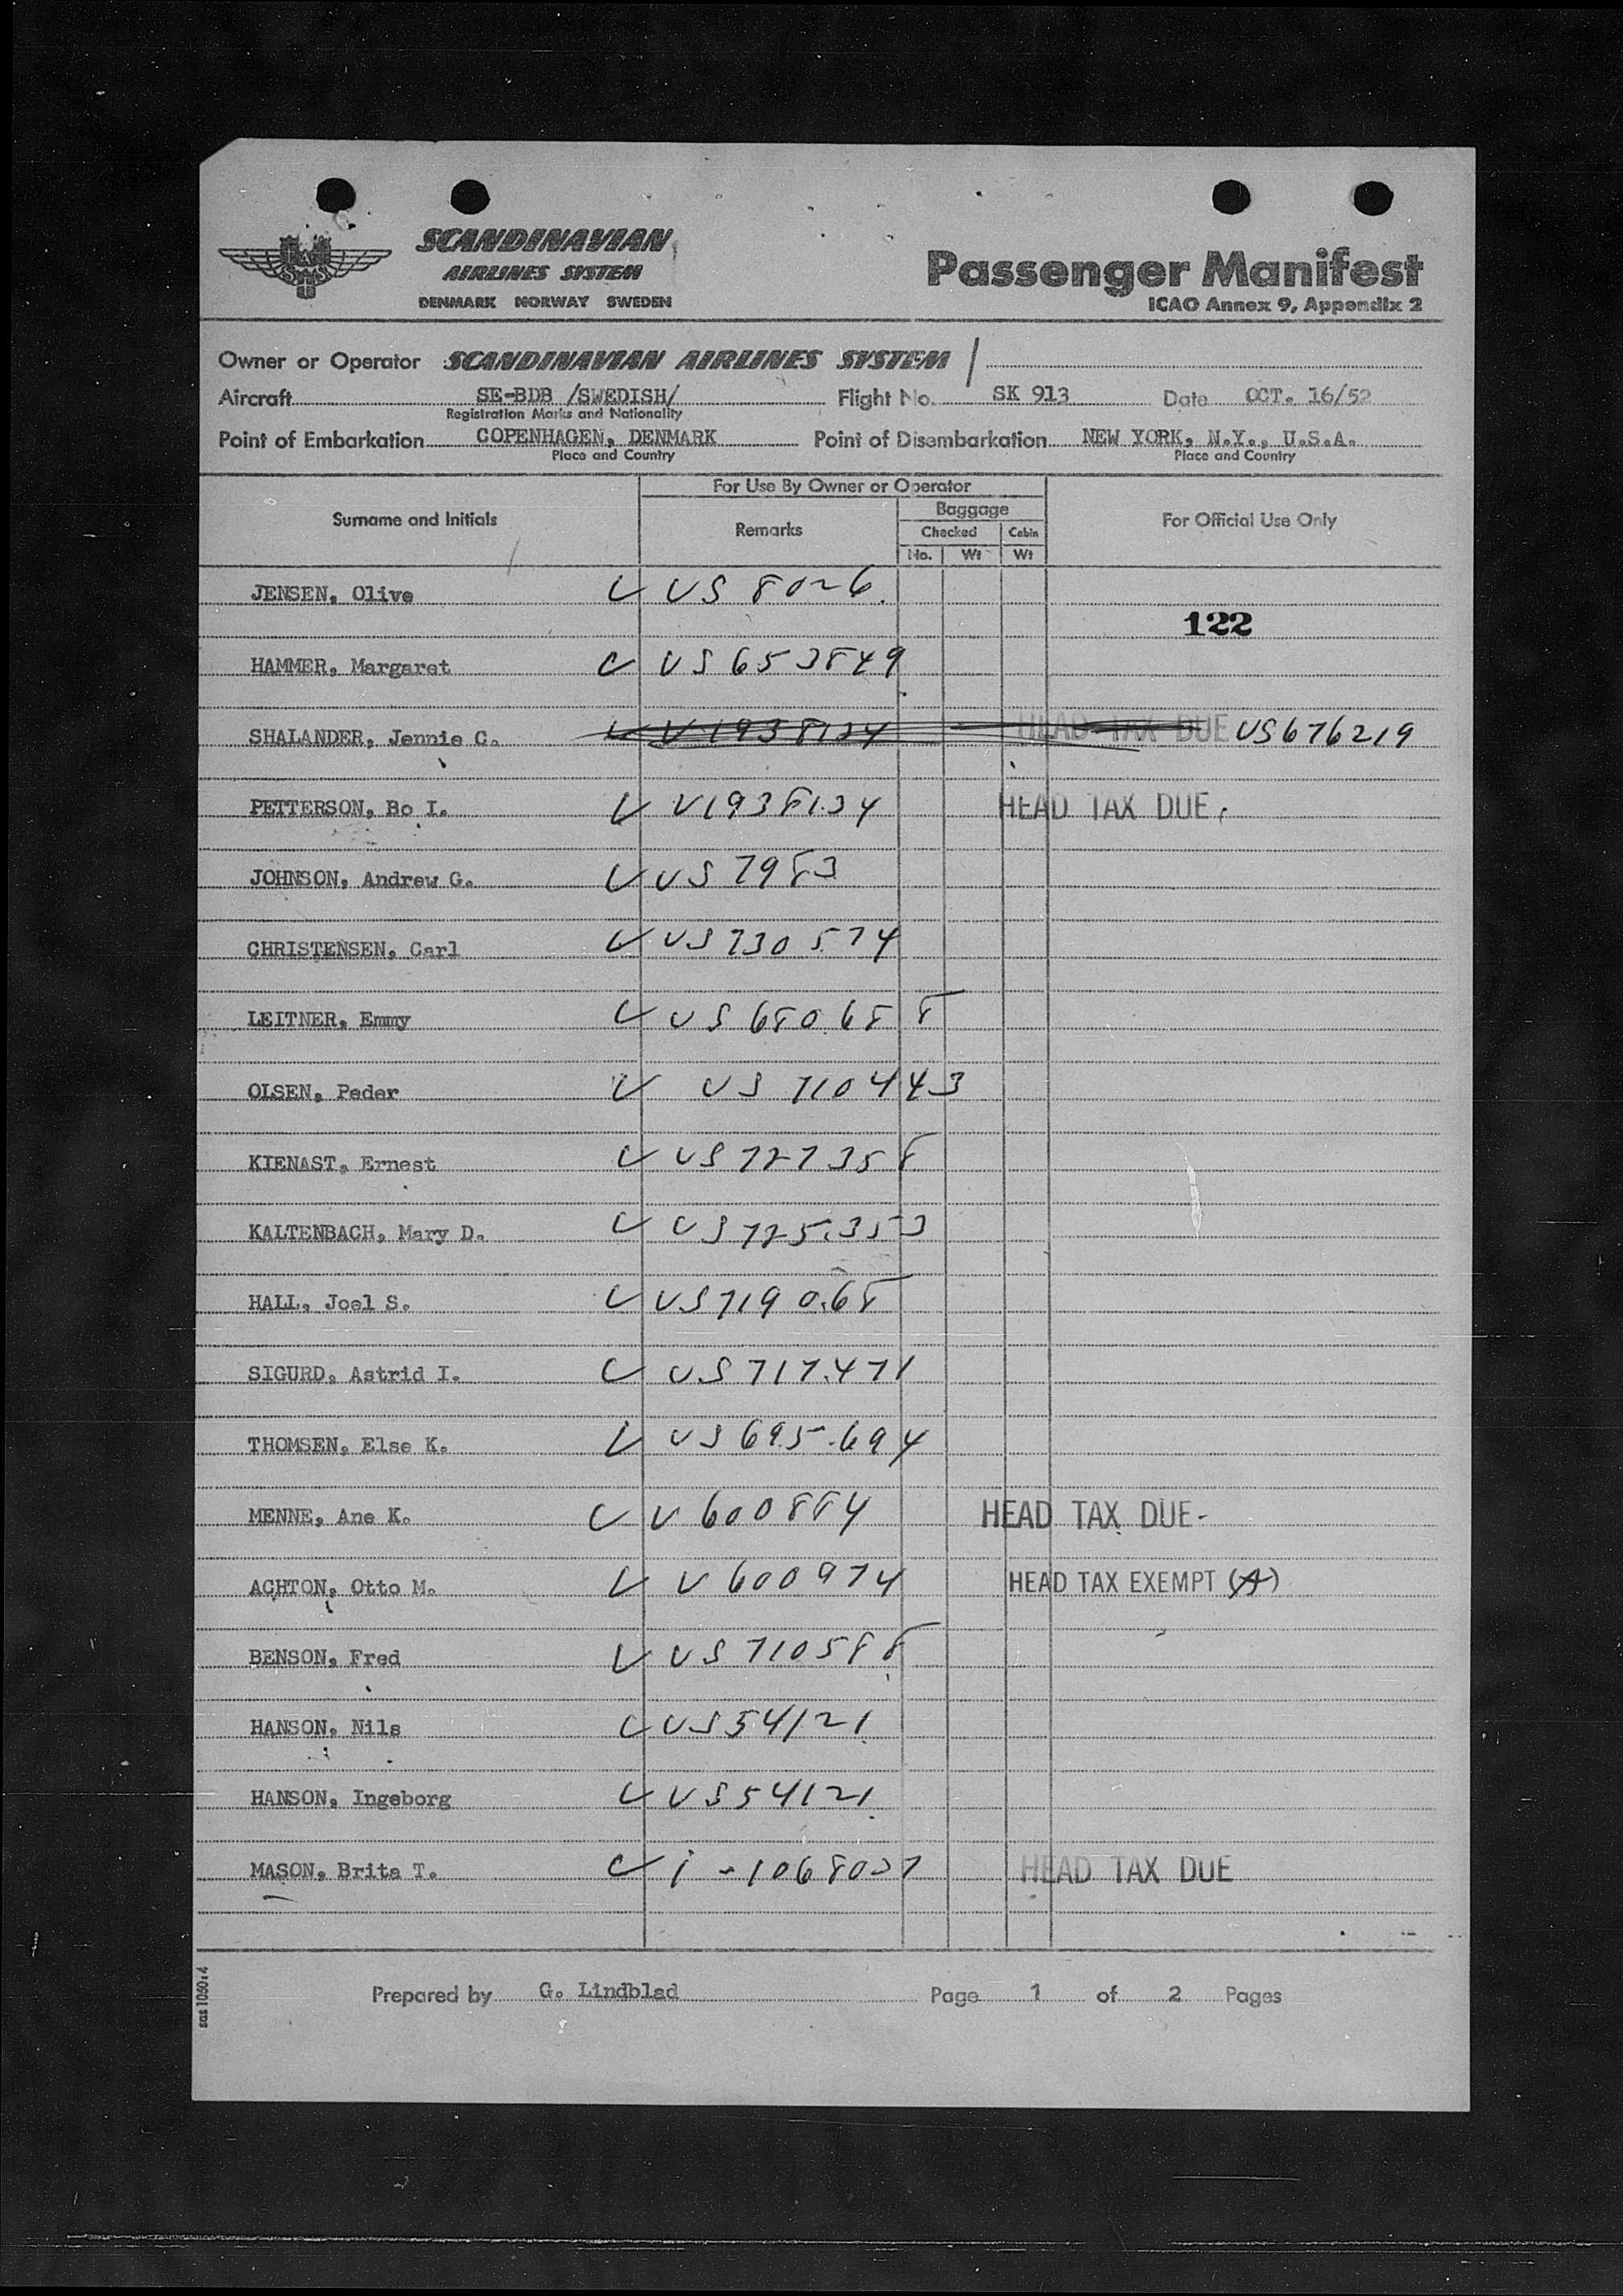 SCANDINAVIAN
AIRLINES SYSTEM
DENMARK NORWAY SWEDEN
SAS
Passenger Manifest
ICAO Annex 9, Appendix 2
Owner or Operator SCANDINAVIAN AIRLINES SYSTEM /
Aircraft SE-BDB /SWEDISH/ Flight No. SK 913 Date OCT. 16/52
Registration Marks and Nationality
Point of Embarkation COPENHAGEN, DENMARK Point of Disembarkation NEW YORK, N.Y., U.S.A.
Place and Country Place and Country
For Use By Owner or Operator
Surname and Initials Remarks Baggage For Official Use Only
Checked Cabin
No. Wt Wt
JENSEN, Olive US 8026
122
HAMMER, Margaret US 653849
SHALANDER, Jennie C. V 1938134 HEAD TAX DUE US 676219
PETTERSON, Bo I. V 1938134 HEAD TAX DUE
JOHNSON, Andrew G. US 7983
CHRISTENSEN, Carl US 730574
LEITNER, Emmy US 680688
OLSEN, Peder US 710443
KIENAST, Ernest US 727358
KALTENBACH, Mary D. US 725353
HALL, Joel S. US 719068
SIGURD, Astrid I. US 717471
THOMSEN, Else K. US 695694
MENNE, Ane K. V 600884 HEAD TAX DUE-
ACHTON, Otto M. V 600974 HEAD TAX EXEMPT (A)
BENSON, Fred US 710588
HANSON, Nils US 54121
HANSON, Ingeborg US 54121
MASON, Brita T. i-1068037 HEAD TAX DUE
Prepared by G. Lindblad Page 1 of 2 Pages
sas 1060:4